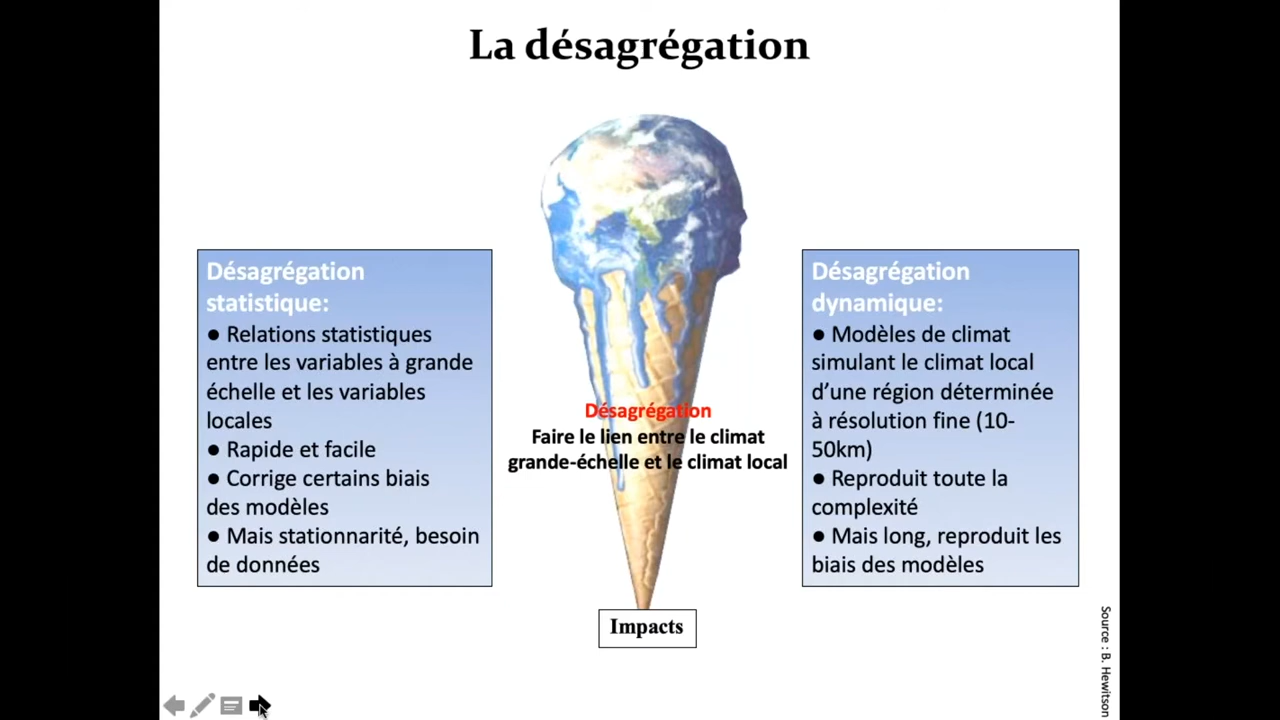 La désagrégation
Désagrégation
statistique:
● Relations statistiques
entre les variables à grande
échelle et les variables
locales
● Rapide et facile
● Corrige certains biais
des modèles
● Mais stationnarité, besoin
de données
Désagrégation
Faire le lien entre le climat
grande-échelle et le climat local
Impacts
Désagrégation
dynamique:
● Modèles de climat
simulant le climat local
d’une région déterminée
à résolution fine (10-
50km)
● Reproduit toute la
complexité
● Mais long, reproduit les
biais des modèles
Source : B. Hewitson